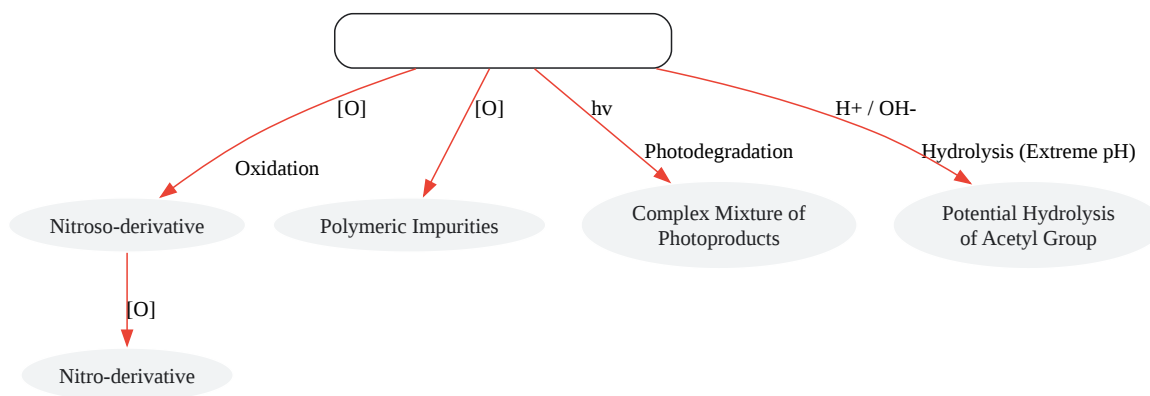 [O]
[O]
hv
H+ / OH-
Oxidation
Photodegradation
Hydrolysis (Extreme pH)
Nitroso-derivative
Polymeric Impurities
Complex Mixture of
Photoproducts
Potential Hydrolysis
of Acetyl Group
[O]
Nitro-derivative